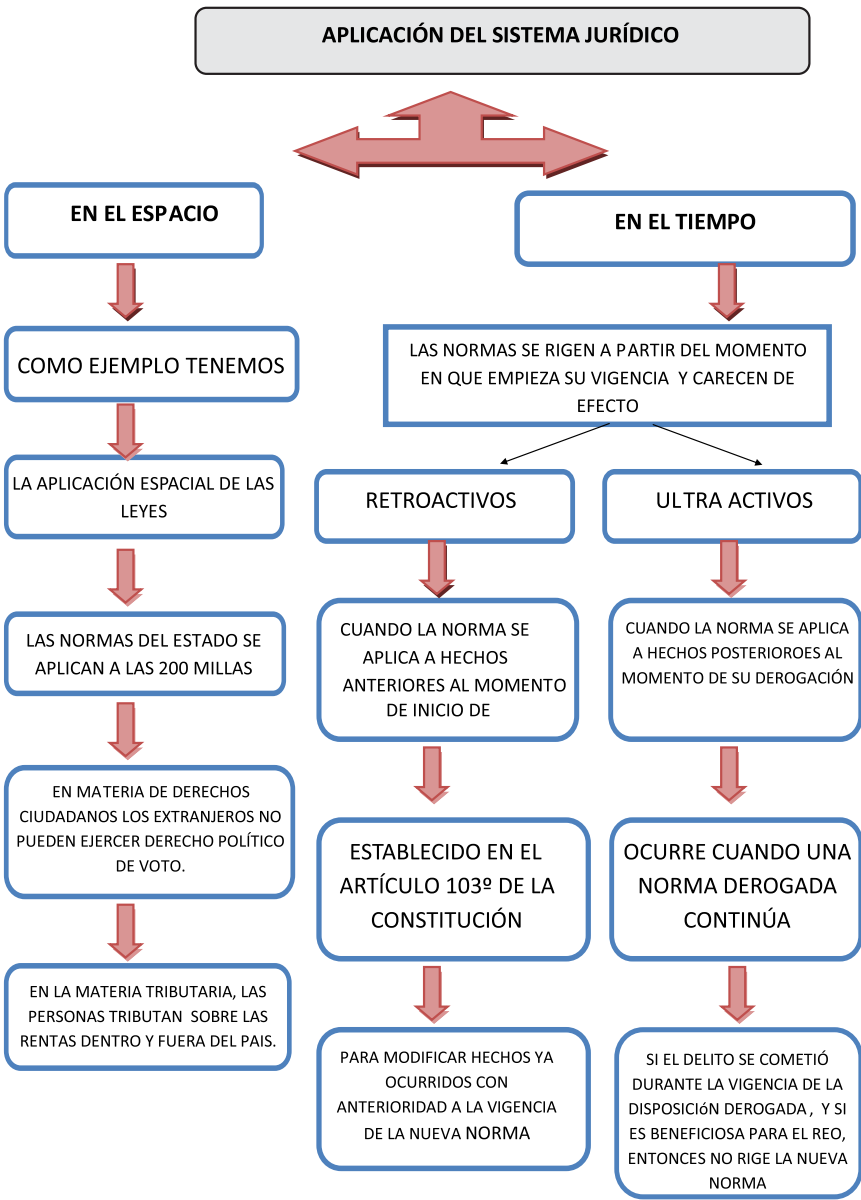 APLICACIÓN DEL SISTEMA JURÍDICO
EN EL ESPACIO
COMO EJEMPLO TENEMOS
LA APLICACIÓN ESPACIAL DE LAS
LEYES
LAS NORMAS DEL ESTADO SE
APLICAN A LAS 200 MILLAS
EN MATERIA DE DERECHOS
CIUDADANOS LOS EXTRANJEROS NO
PUEDEN EJERCER DERECHO POLÍTICO
DE VOTO.
EN LA MATERIA TRIBUTARIA, LAS
PERSONAS TRIBUTAN SOBRE LAS
RENTAS DENTRO Y FUERA DEL PAIS.
EN EL TIEMPO
LAS NORMAS SE RIGEN A PARTIR DEL MOMENTO
EN QUE EMPIEZA SU VIGENCIA Y CARECEN DE
EFECTO
RETROACTIVOS
CUANDO LA NORMA SE
APLICA A HECHOS
ANTERIORES AL MOMENTO
DE INICIO DE
ESTABLECIDO EN EL
ARTÍCULO 103º DE LA
CONSTITUCIÓN
PARA MODIFICAR HECHOS YA
OCURRIDOS CON
ANTERIORIDAD A LA VIGENCIA
DE LA NUEVA NORMA
ULTRA ACTIVOS
CUANDO LA NORMA SE APLICA
A HECHOS POSTERIOROES AL
MOMENTO DE SU DEROGACIÓN
OCURRE CUANDO UNA
NORMA DEROGADA
CONTINÚA
SI EL DELITO SE COMETIÓ
DURANTE LA VIGENCIA DE LA
DISPOSICIóN DEROGADA , Y SI
ES BENEFICIOSA PARA EL REO,
ENTONCES NO RIGE LA NUEVA
NORMA